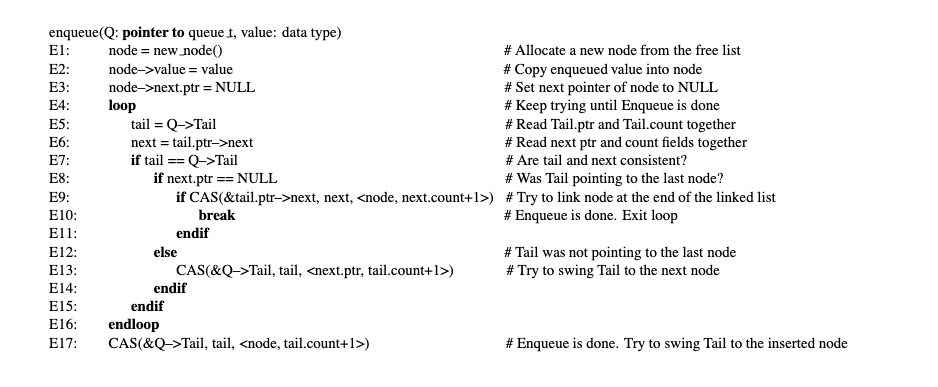 enqueue(Q: pointer to queue_t, value: data type)
E1: node = new_node() # Allocate a new node from the free list
E2: node–>value = value # Copy enqueued value into node
E3: node–>next.ptr = NULL # Set next pointer of node to NULL
E4: loop # Keep trying until Enqueue is done
E5: tail = Q–>Tail # Read Tail.ptr and Tail.count together
E6: next = tail.ptr–>next # Read next ptr and count fields together
E7: if tail == Q–>Tail # Are tail and next consistent?
E8: if next.ptr == NULL # Was Tail pointing to the last node?
E9: if CAS(&tail.ptr–>next, next, <node, next.count+1>) # Try to link node at the end of the linked list
E10: break # Enqueue is done. Exit loop
E11: endif
E12: else # Tail was not pointing to the last node
E13: CAS(&Q–>Tail, tail, <next.ptr, tail.count+1>) # Try to swing Tail to the next node
E14: endif
E15: endif
E16: endloop
E17: CAS(&Q–>Tail, tail, <node, tail.count+1>) # Enqueue is done. Try to swing Tail to the inserted node